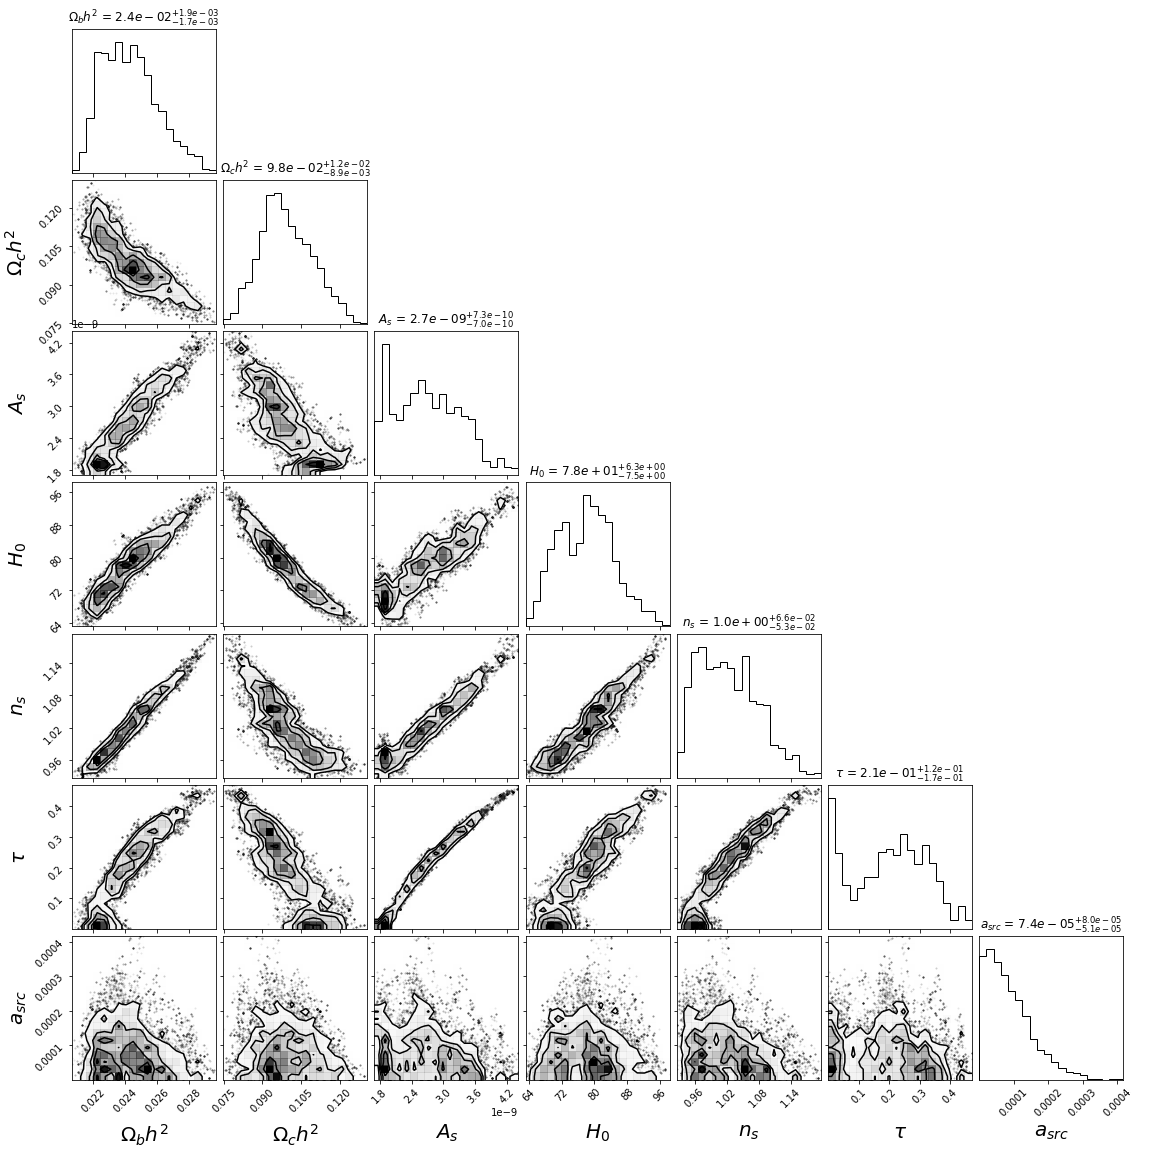 Ω_b h² = 2.4e−02 +1.9e−03 −1.7e−03
Ω_c h² = 9.8e−02 +1.2e−02 −8.9e−03
Ω_c h² 0.120 0.105 0.090 0.075
1e−9
A_s = 2.7e−09 +7.3e−10 −7.0e−10
A_s 4.2 3.6 3.0 2.4 1.8
H_0 = 7.8e+01 +6.3e+00 −7.5e+00
H_0 96 88 80 72 64
n_s = 1.0e+00 +6.6e−02 −5.3e−02
n_s 1.14 1.08 1.02 0.96
τ = 2.1e−01 +1.2e−01 −1.7e−01
τ 0.4 0.3 0.2 0.1
a_src = 7.4e−05 +8.0e−05 −5.1e−05
a_src 0.0004 0.0003 0.0002 0.0001
0.022 0.024 0.026 0.028 0.075 0.090 0.105 0.120 1.8 2.4 3.0 3.6 4.2 64 72 80 88 96 0.96 1.02 1.08 1.14 0.1 0.2 0.3 0.4 0.0001 0.0002 0.0003 0.0004
1e−9
Ω_b h² Ω_c h² A_s H_0 n_s τ a_src